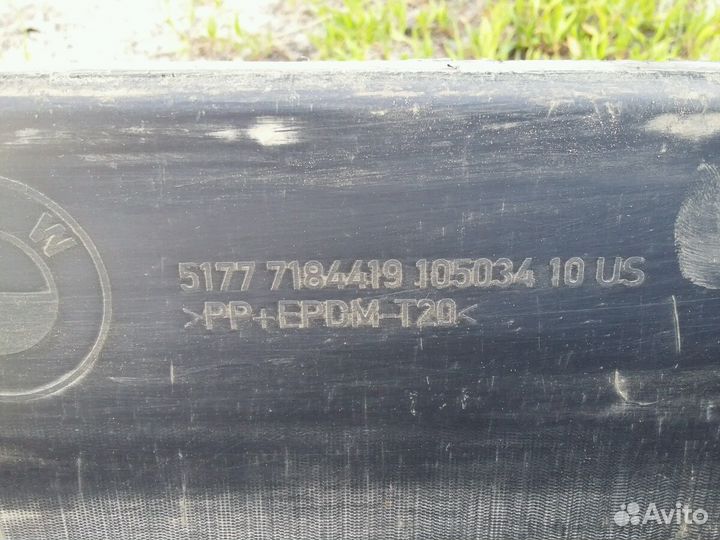 W
5177 7184419 105034 10 US
>PP+EPDM-T20<
Avito